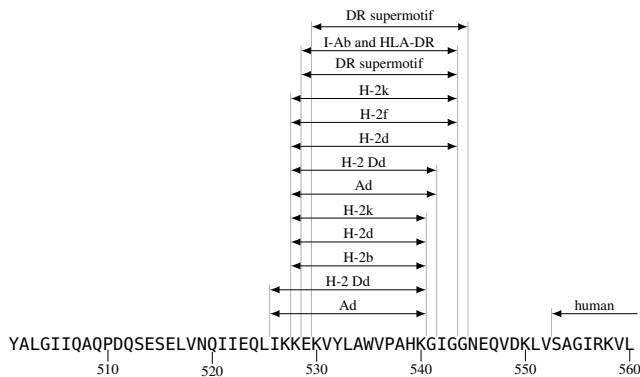 DR supermotif
I-Ab and HLA-DR
DR supermotif
H-2k
H-2f
H-2d
H-2 Dd
Ad
H-2k
H-2d
H-2b
H-2 Dd
Ad
human
YALGIIQAQPDQSESELVNQIIEQLIKKEKVYLAWVPAHKGIGGNEQVDKLVSAGIRKVL
510 520 530 540 550 560